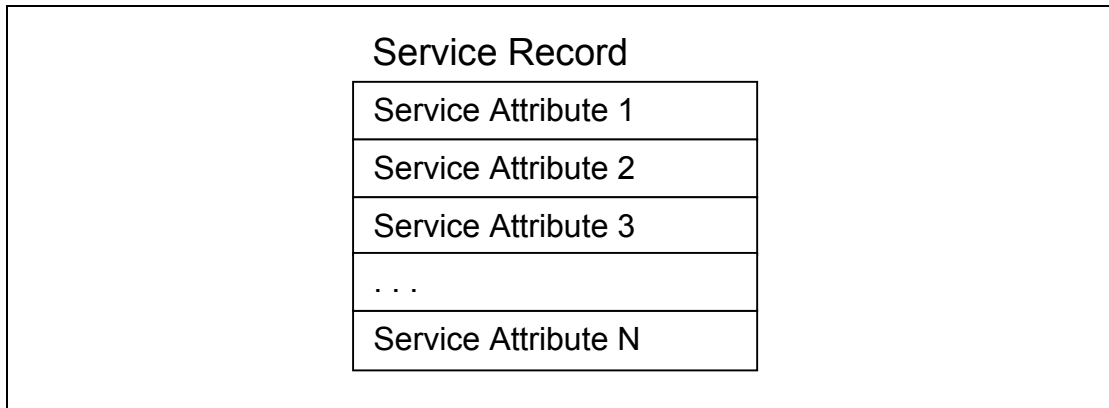 Service Record
Service Attribute 1
Service Attribute 2
Service Attribute 3
. . .
Service Attribute N